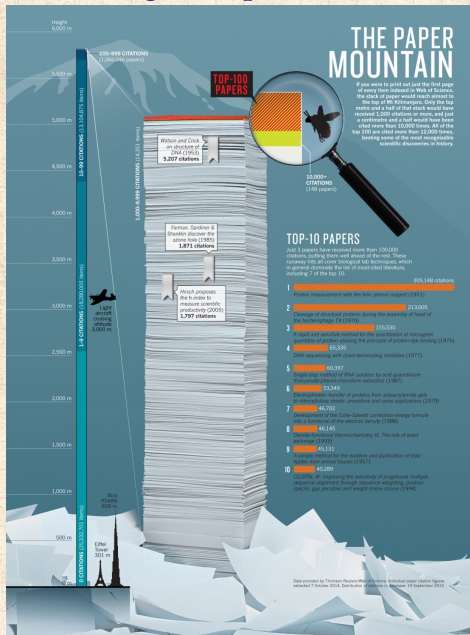 Height
6,000 m
5,500 m
5,000 m
4,500 m
4,000 m
3,500 m
3,000 m
2,500 m
2,000 m
1,500 m
1,000 m
500 m
0 m
100–999 CITATIONS
10–99 CITATIONS
1–9 CITATIONS
0 CITATIONS
1,000–9,999 CITATIONS
Light
aircraft
cruising
altitude
3,000 m
Burj
Khalifa
828 m
Eiffel
Tower
301 m
TOP-100
PAPERS
Watson and Crick
on structure of
DNA (1953)
5,207 citations
Farman, Gardiner &
Shanklin discover the
ozone hole (1985)
1,871 citations
Hirsch proposes
the h index to
measure scientific
productivity (2005)
1,797 citations
THE PAPER
MOUNTAIN
If you were to print out just the first page
of every item indexed in Web of Science,
the stack of paper would reach almost to
the top of Mt Kilimanjaro. Only the top
metre and a half of that stack would have
received 1,000 citations or more, and just
a centimetre and a half would have been
cited more than 10,000 times. All of the
top 100 are cited more than 12,000 times,
besting some of the most recognizable
scientific discoveries in history.
10,000+
CITATIONS
(148 papers)
TOP-10 PAPERS
Just 3 papers have received more than 100,000
citations, putting them well ahead of the rest. These
runaway hits all cover biological lab techniques, which
in general dominate the list of most-cited literature,
including 7 of the top 10.
305,148 citations
1
Protein measurement with the folin phenol reagent (1951)
2 213,005
Cleavage of structural proteins during the assembly of head of
the bacteriophage T4 (1970)
3 155,530
A rapid and sensitive method for the quantitation of microgram
quantities of protein utilizing the principle of protein-dye binding (1976)
4 65,335
DNA sequencing with chain-terminating inhibitors (1977)
5 60,397
Single-step method of RNA isolation by acid guanidinium
thiocyanate-phenol-chloroform extraction (1987)
6 53,349
Electrophoretic transfer of proteins from polyacrylamide gels
to nitrocellulose sheets: procedure and some applications (1979)
7 46,702
Development of the Colle-Salvetti correlation-energy formula
into a functional of the electron density (1988)
8 46,145
Density-functional thermochemistry. III. The role of exact
exchange (1993)
9 45,131
A simple method for the isolation and purification of total
lipides from animal tissues (1957)
10 40,289
CLUSTAL W: improving the sensitivity of progressive multiple
sequence alignment through sequence weighting, position-
specific gap penalties and weight matrix choice (1994)